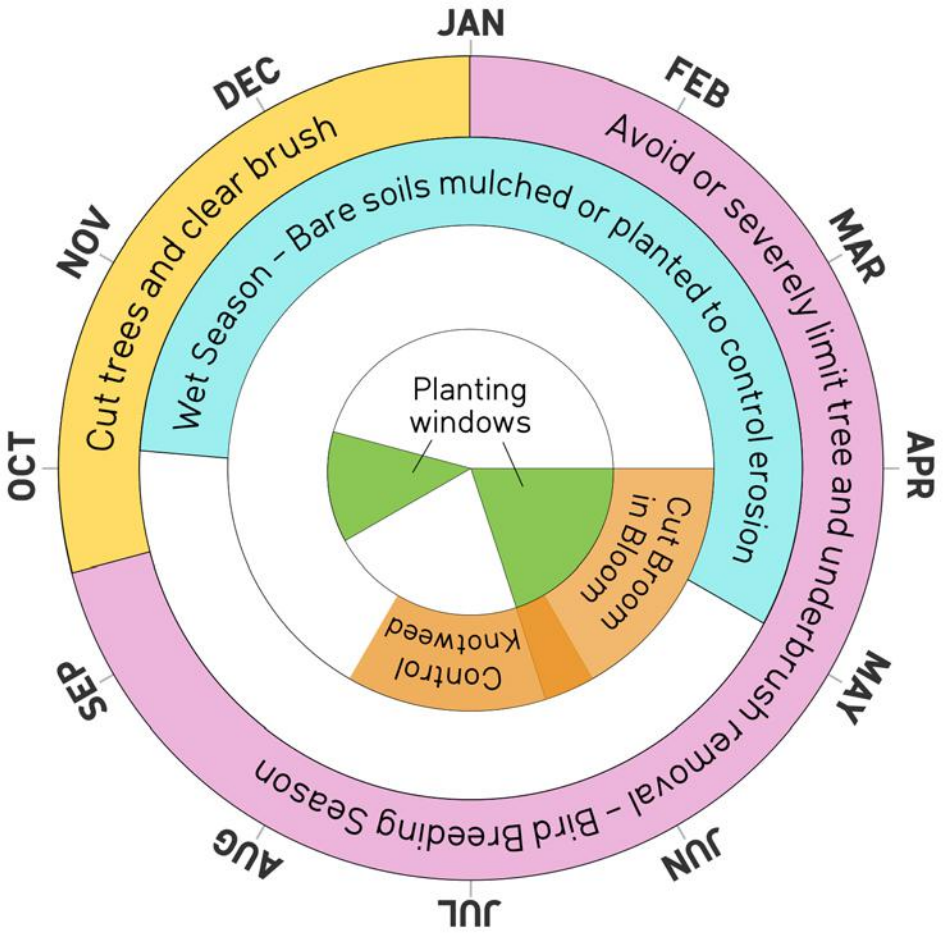 JAN
FEB
MAR
APR
MAY
JUN
JUL
AUG
SEP
OCT
NOV
DEC
Cut trees and clear brush
Avoid or severely limit tree and underbrush removal – Bird Breeding Season
Wet Season – Bare soils mulched or planted to control erosion
Planting
windows
Cut Broom
in Bloom
Control
Knotweed